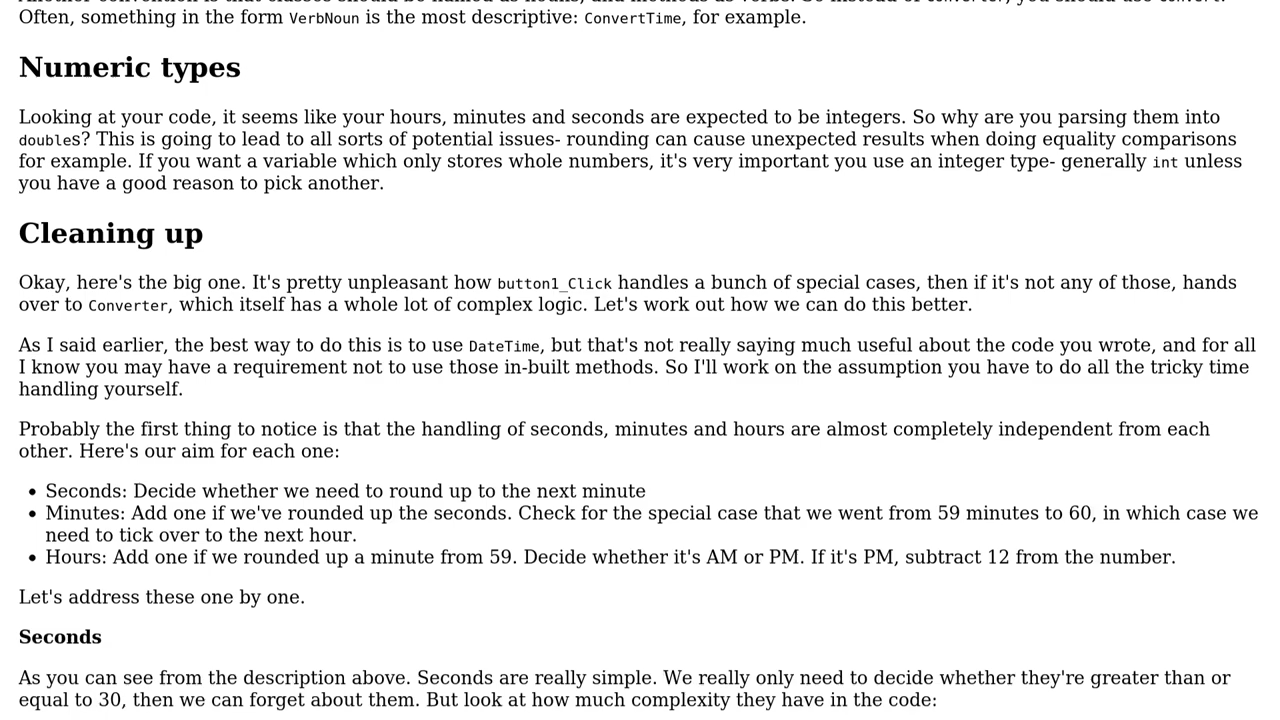 Often, something in the form VerbNoun is the most descriptive: ConvertTime, for example.
Numeric types
Looking at your code, it seems like your hours, minutes and seconds are expected to be integers. So why are you parsing them into
doubles? This is going to lead to all sorts of potential issues- rounding can cause unexpected results when doing equality comparisons
for example. If you want a variable which only stores whole numbers, it's very important you use an integer type- generally int unless
you have a good reason to pick another.
Cleaning up
Okay, here's the big one. It's pretty unpleasant how button1_Click handles a bunch of special cases, then if it's not any of those, hands
over to Converter, which itself has a whole lot of complex logic. Let's work out how we can do this better.
As I said earlier, the best way to do this is to use DateTime, but that's not really saying much useful about the code you wrote, and for all
I know you may have a requirement not to use those in-built methods. So I'll work on the assumption you have to do all the tricky time
handling yourself.
Probably the first thing to notice is that the handling of seconds, minutes and hours are almost completely independent from each
other. Here's our aim for each one:
• Seconds: Decide whether we need to round up to the next minute
• Minutes: Add one if we've rounded up the seconds. Check for the special case that we went from 59 minutes to 60, in which case we
need to tick over to the next hour.
• Hours: Add one if we rounded up a minute from 59. Decide whether it's AM or PM. If it's PM, subtract 12 from the number.
Let's address these one by one.
Seconds
As you can see from the description above. Seconds are really simple. We really only need to decide whether they're greater than or
equal to 30, then we can forget about them. But look at how much complexity they have in the code: